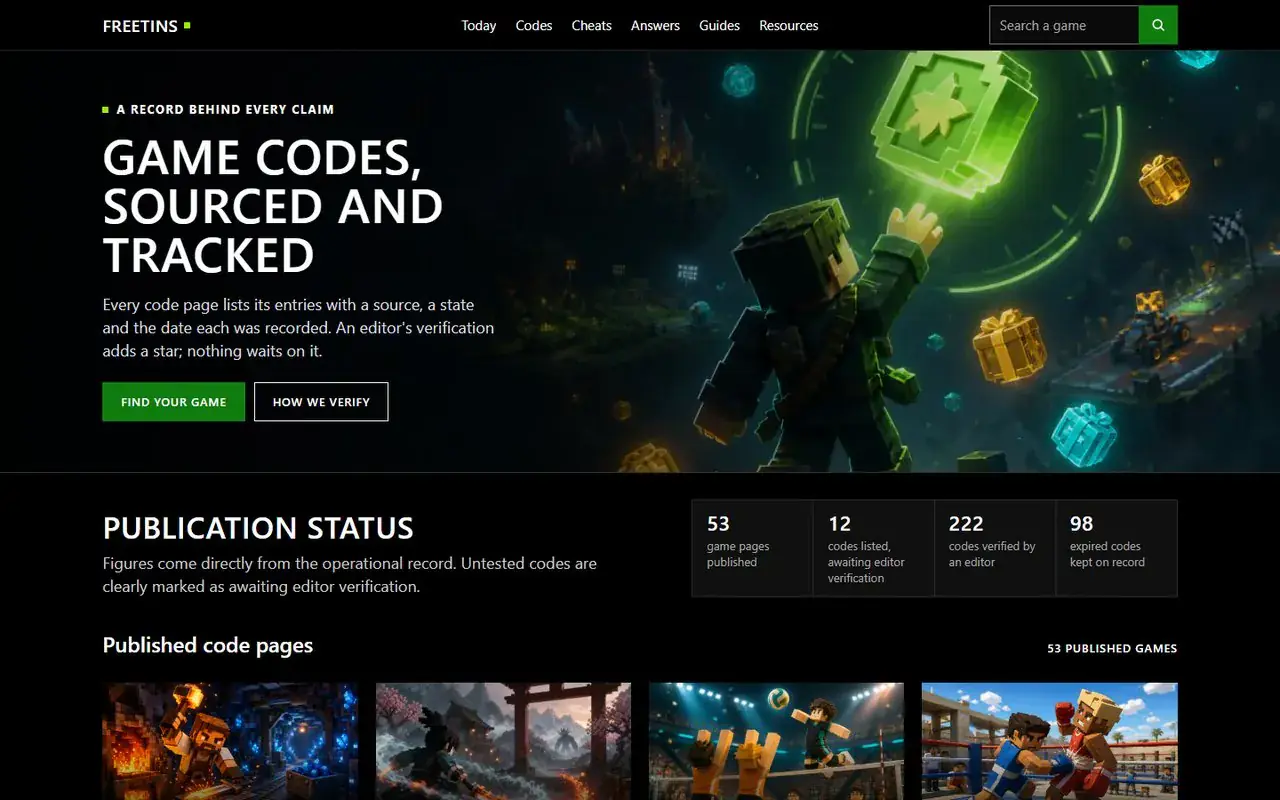 FREETINS
Today Codes Cheats Answers Guides Resources
Search a game
A RECORD BEHIND EVERY CLAIM
GAME CODES,
SOURCED AND
TRACKED
Every code page lists its entries with a source, a state
and the date each was recorded. An editor's verification
adds a star; nothing waits on it.
FIND YOUR GAME
HOW WE VERIFY
PUBLICATION STATUS
Figures come directly from the operational record. Untested codes are
clearly marked as awaiting editor verification.
53
game pages
published
12
codes listed,
awaiting editor
verification
222
codes verified by
an editor
98
expired codes
kept on record
Published code pages
53 PUBLISHED GAMES